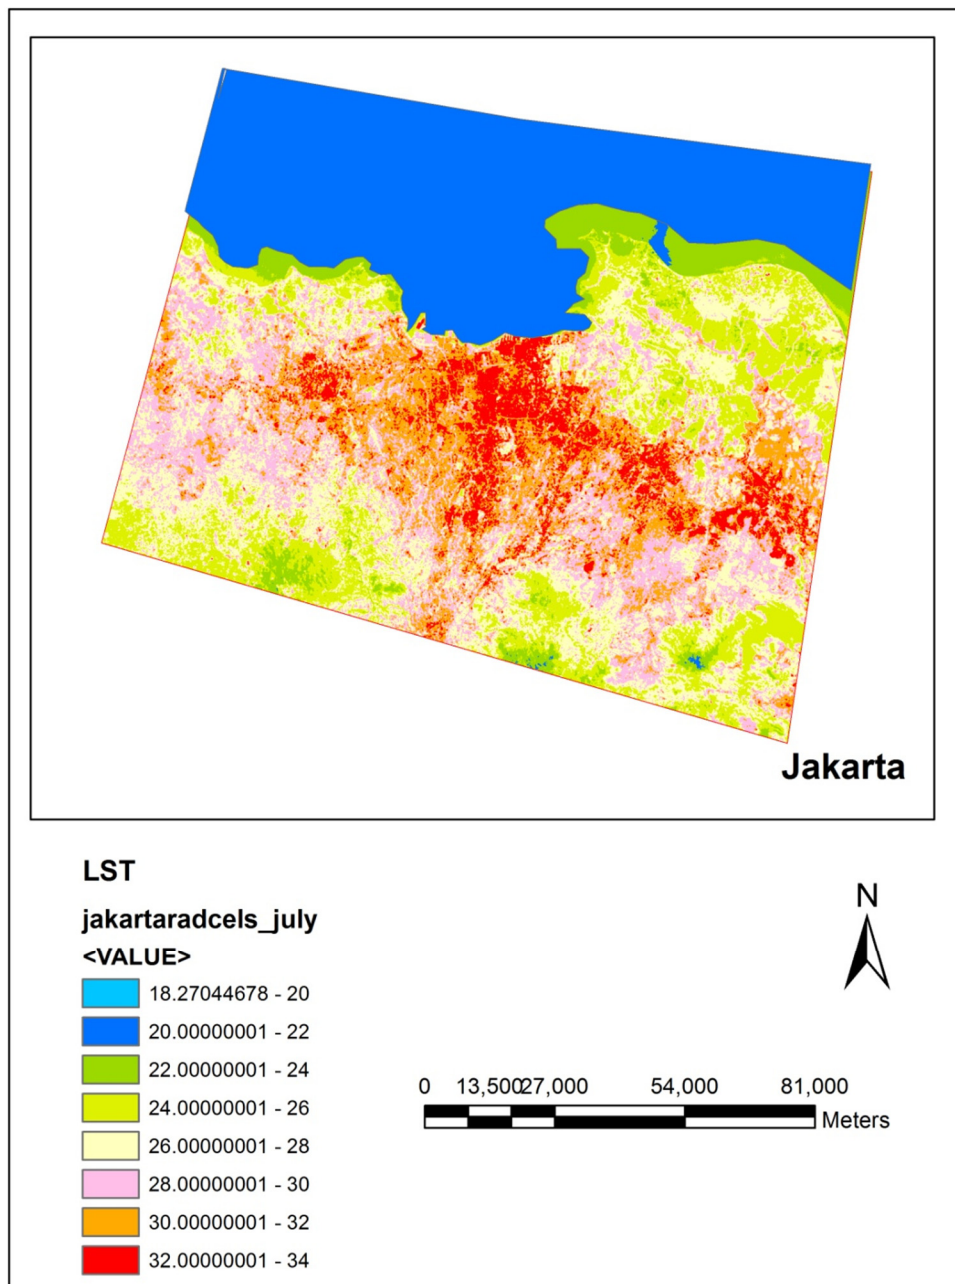 Jakarta
LST
jakartaradcels_july
<VALUE>
18.27044678 - 20
20.00000001 - 22
22.00000001 - 24
24.00000001 - 26
26.00000001 - 28
28.00000001 - 30
30.00000001 - 32
32.00000001 - 34
N
0 13,500 27,000 54,000 81,000
Meters